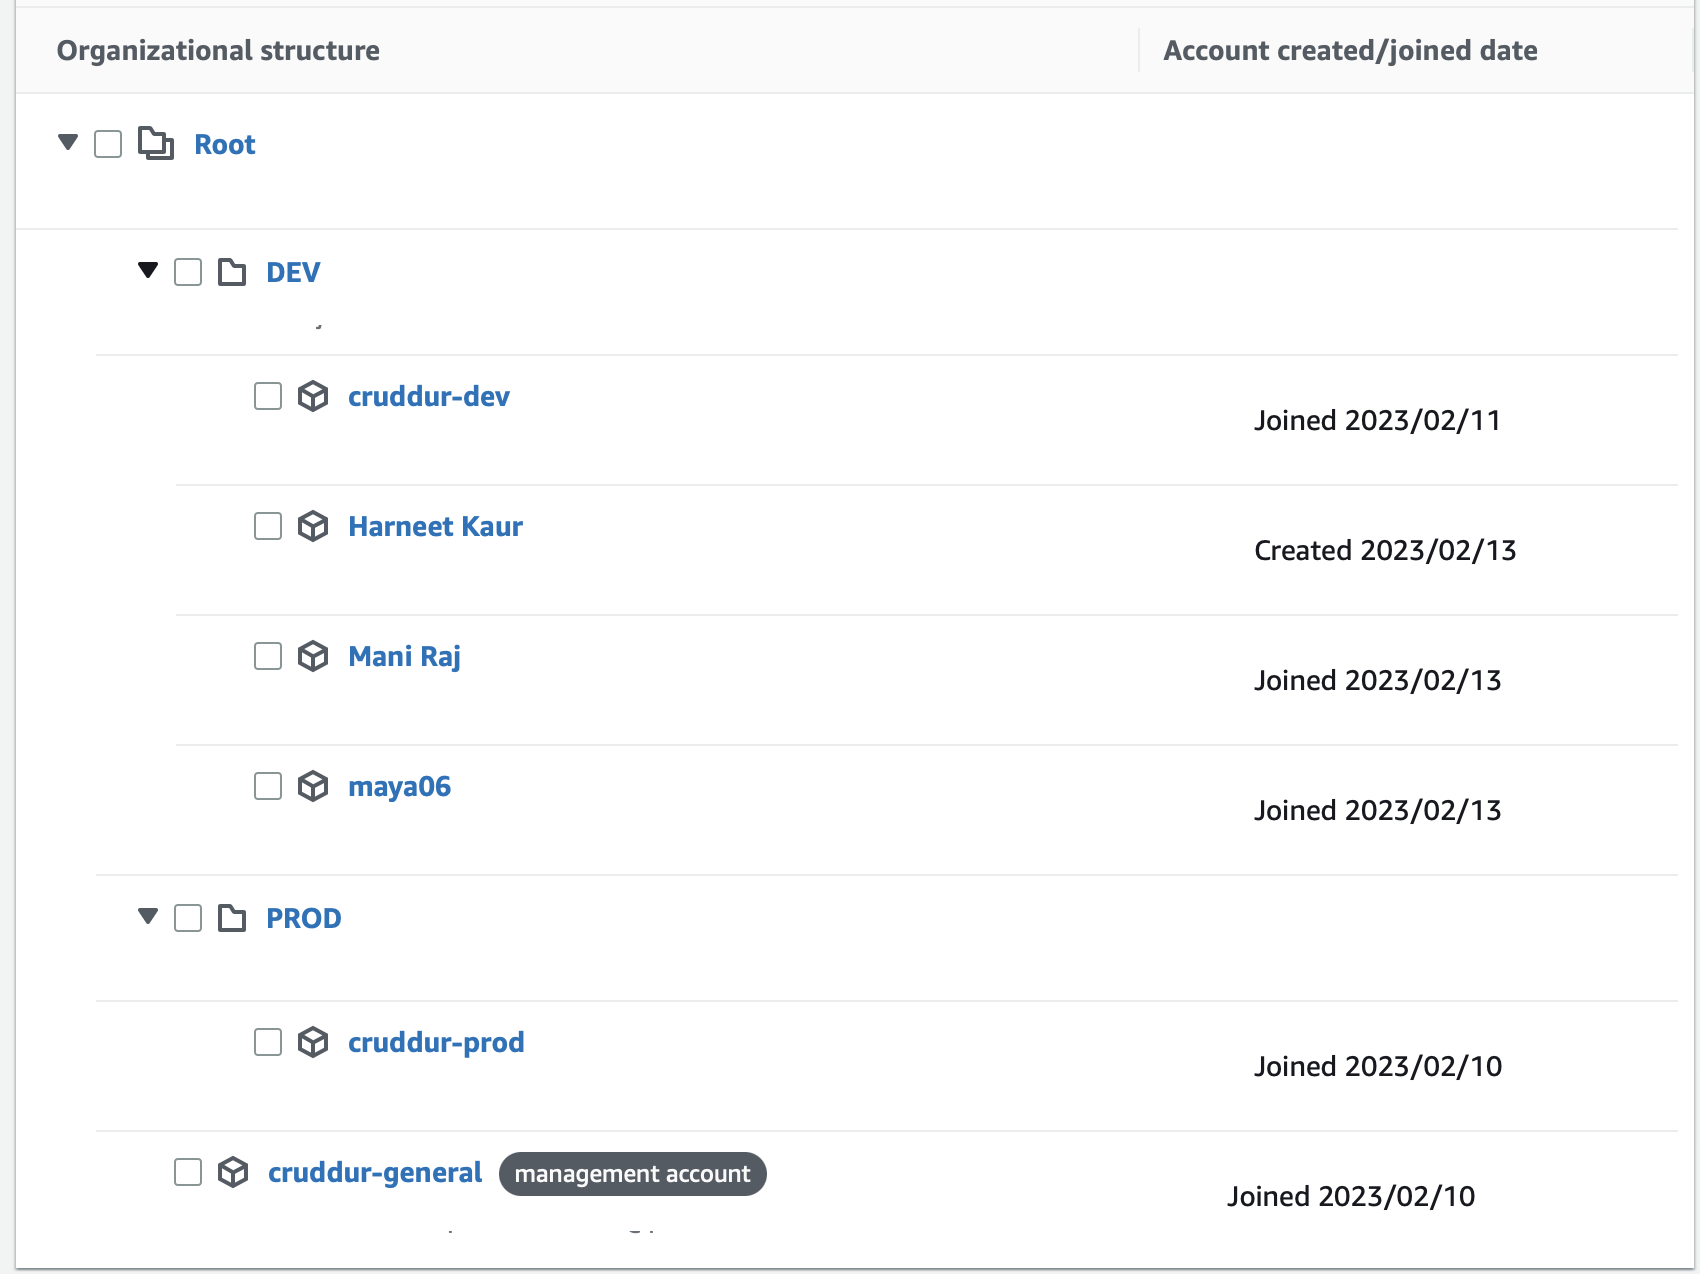 Organizational structure Account created/joined date
Root
DEV
cruddur-dev
Joined 2023/02/11
Harneet Kaur
Created 2023/02/13
Mani Raj
Joined 2023/02/13
maya06
Joined 2023/02/13
PROD
cruddur-prod
Joined 2023/02/10
cruddur-general management account
Joined 2023/02/10